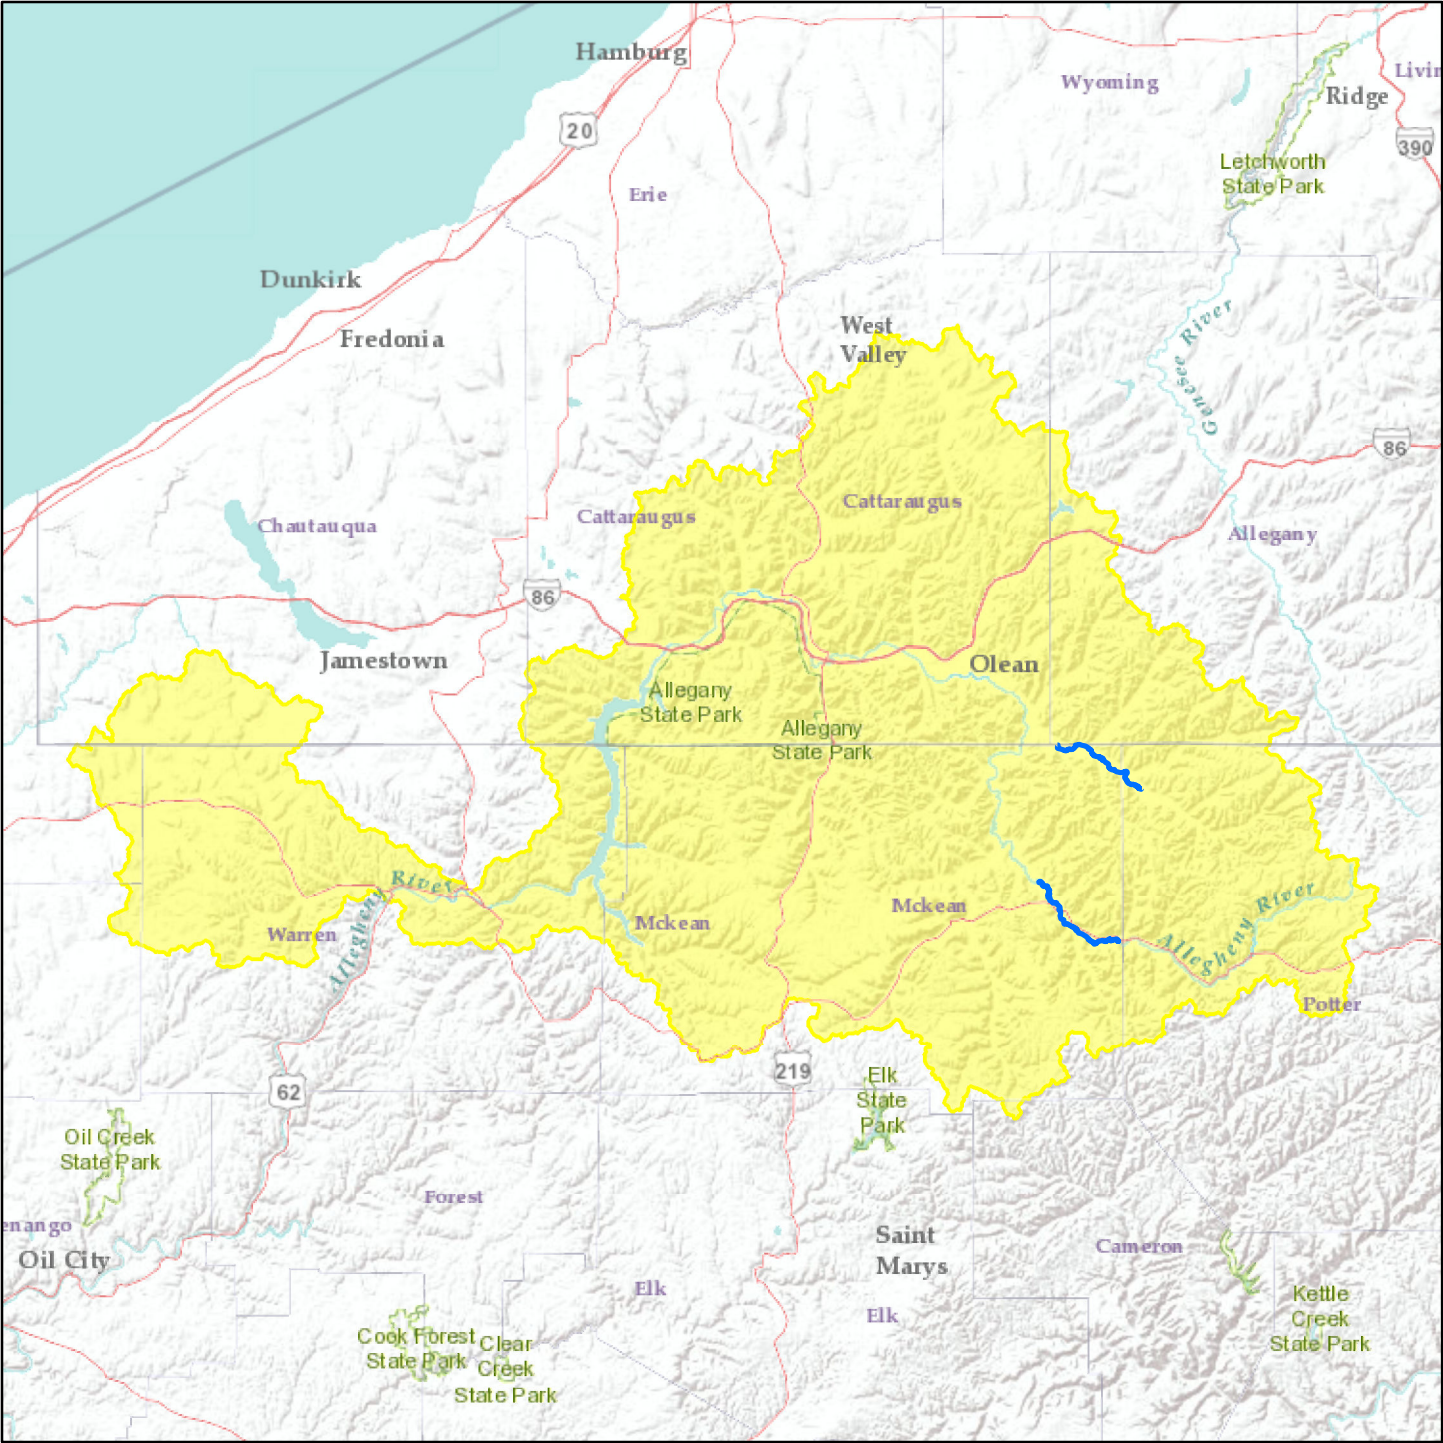 Hamburg
Wyoming
Livin
Ridge
20
390
Letchworth
State Park
Erie
Dunkirk
Genesee River
West
Valley
Fredonia
86
Cattaraugus
Cattaraugus
Chautauqua
Allegany
86
Jamestown
Olean
Allegany
State Park
Allegany
State Park
River
Allegheny
Warren
Mckean
Mckean
Allegheny River
Potter
219
62
Elk
State
Park
Oil Creek
State Park
Forest
enango
Oil City
Saint
Marys
Cameron
Elk
Elk
Kettle
Creek
State Park
Cook Forest
State Park
Clear
Creek
State Park